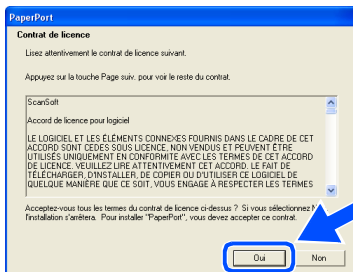 PaperPort
Contrat de licence
Lisez attentivement le contrat de licence suivant.
Appuyez sur la touche Page suiv. pour voir le reste du contrat.
ScanSoft
Accord de licence pour logiciel
LE LOGICIEL ET LES ÉLÉMENTS CONNEXES FOURNIS DANS LE CADRE DE CET
ACCORD SONT CEDES SOUS LICENCE, NON VENDUS ET PEUVENT ÊTRE
UTILISÉS UNIQUEMENT EN CONFORMITE AVEC LES TERMES DE CET ACCORD
DE LICENCE. VEUILLEZ LIRE ATTENTIVEMENT CET ACCORD. LE FAIT DE
TÉLÉCHARGER, D'INSTALLER, DE COPIER OU D'UTILISER CE LOGICIEL DE
QUELQUE MANIÈRE QUE CE SOIT, VOUS ENGAGE À RESPECTER LES TERMES
Acceptez-vous tous les termes du contrat de licence ci-dessus ? Si vous sélectionnez N
l'installation s'arrêtera. Pour installer "PaperPort", vous devez accepter ce contrat.
Oui
Non